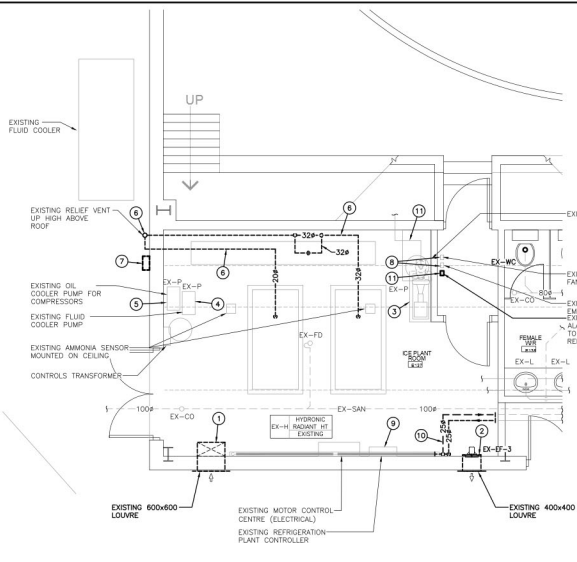 UP
EXISTING
FLUID COOLER
EXISTING RELIEF VENT
UP HIGH ABOVE
ROOF
6
6
11
32ø
32ø
32ø
20ø
6
7
8
11
EX-WC
EX-P
EX-P
EX-P
3
EXISTING OIL
COOLER PUMP FOR
COMPRESSORS
5
4
EXISTING FLUID
COOLER PUMP
EXISTING AMMONIA SENSOR
MOUNTED ON CEILING
CONTROLS TRANSFORMER
EX-FD
EX-CO
80ø
FEMALE
W/R
ICE PLANT
ROOM
EX-L
EX-L
100ø
EX-CO
EX-SAN
100ø
1
EX-H
HYDRONIC
RADIANT HT
EXISTING
9
10
25ø
25ø
2
EX-EF-3
EXISTING 600x600
LOUVRE
EXISTING MOTOR CONTROL
CENTRE (ELECTRICAL)
EXISTING REFRIGERATION
PLANT CONTROLLER
EXISTING 400x400
LOUVRE